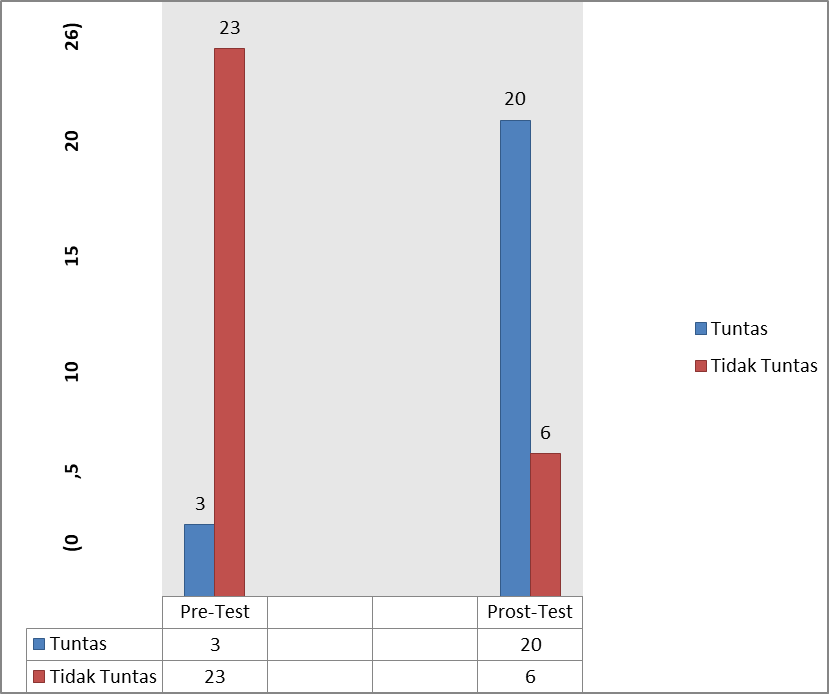 26)
20
15
10
,5
(0
23
3
20
6
Tuntas
Tidak Tuntas
Pre-Test Prost-Test
Tuntas 3 20
Tidak Tuntas 23 6